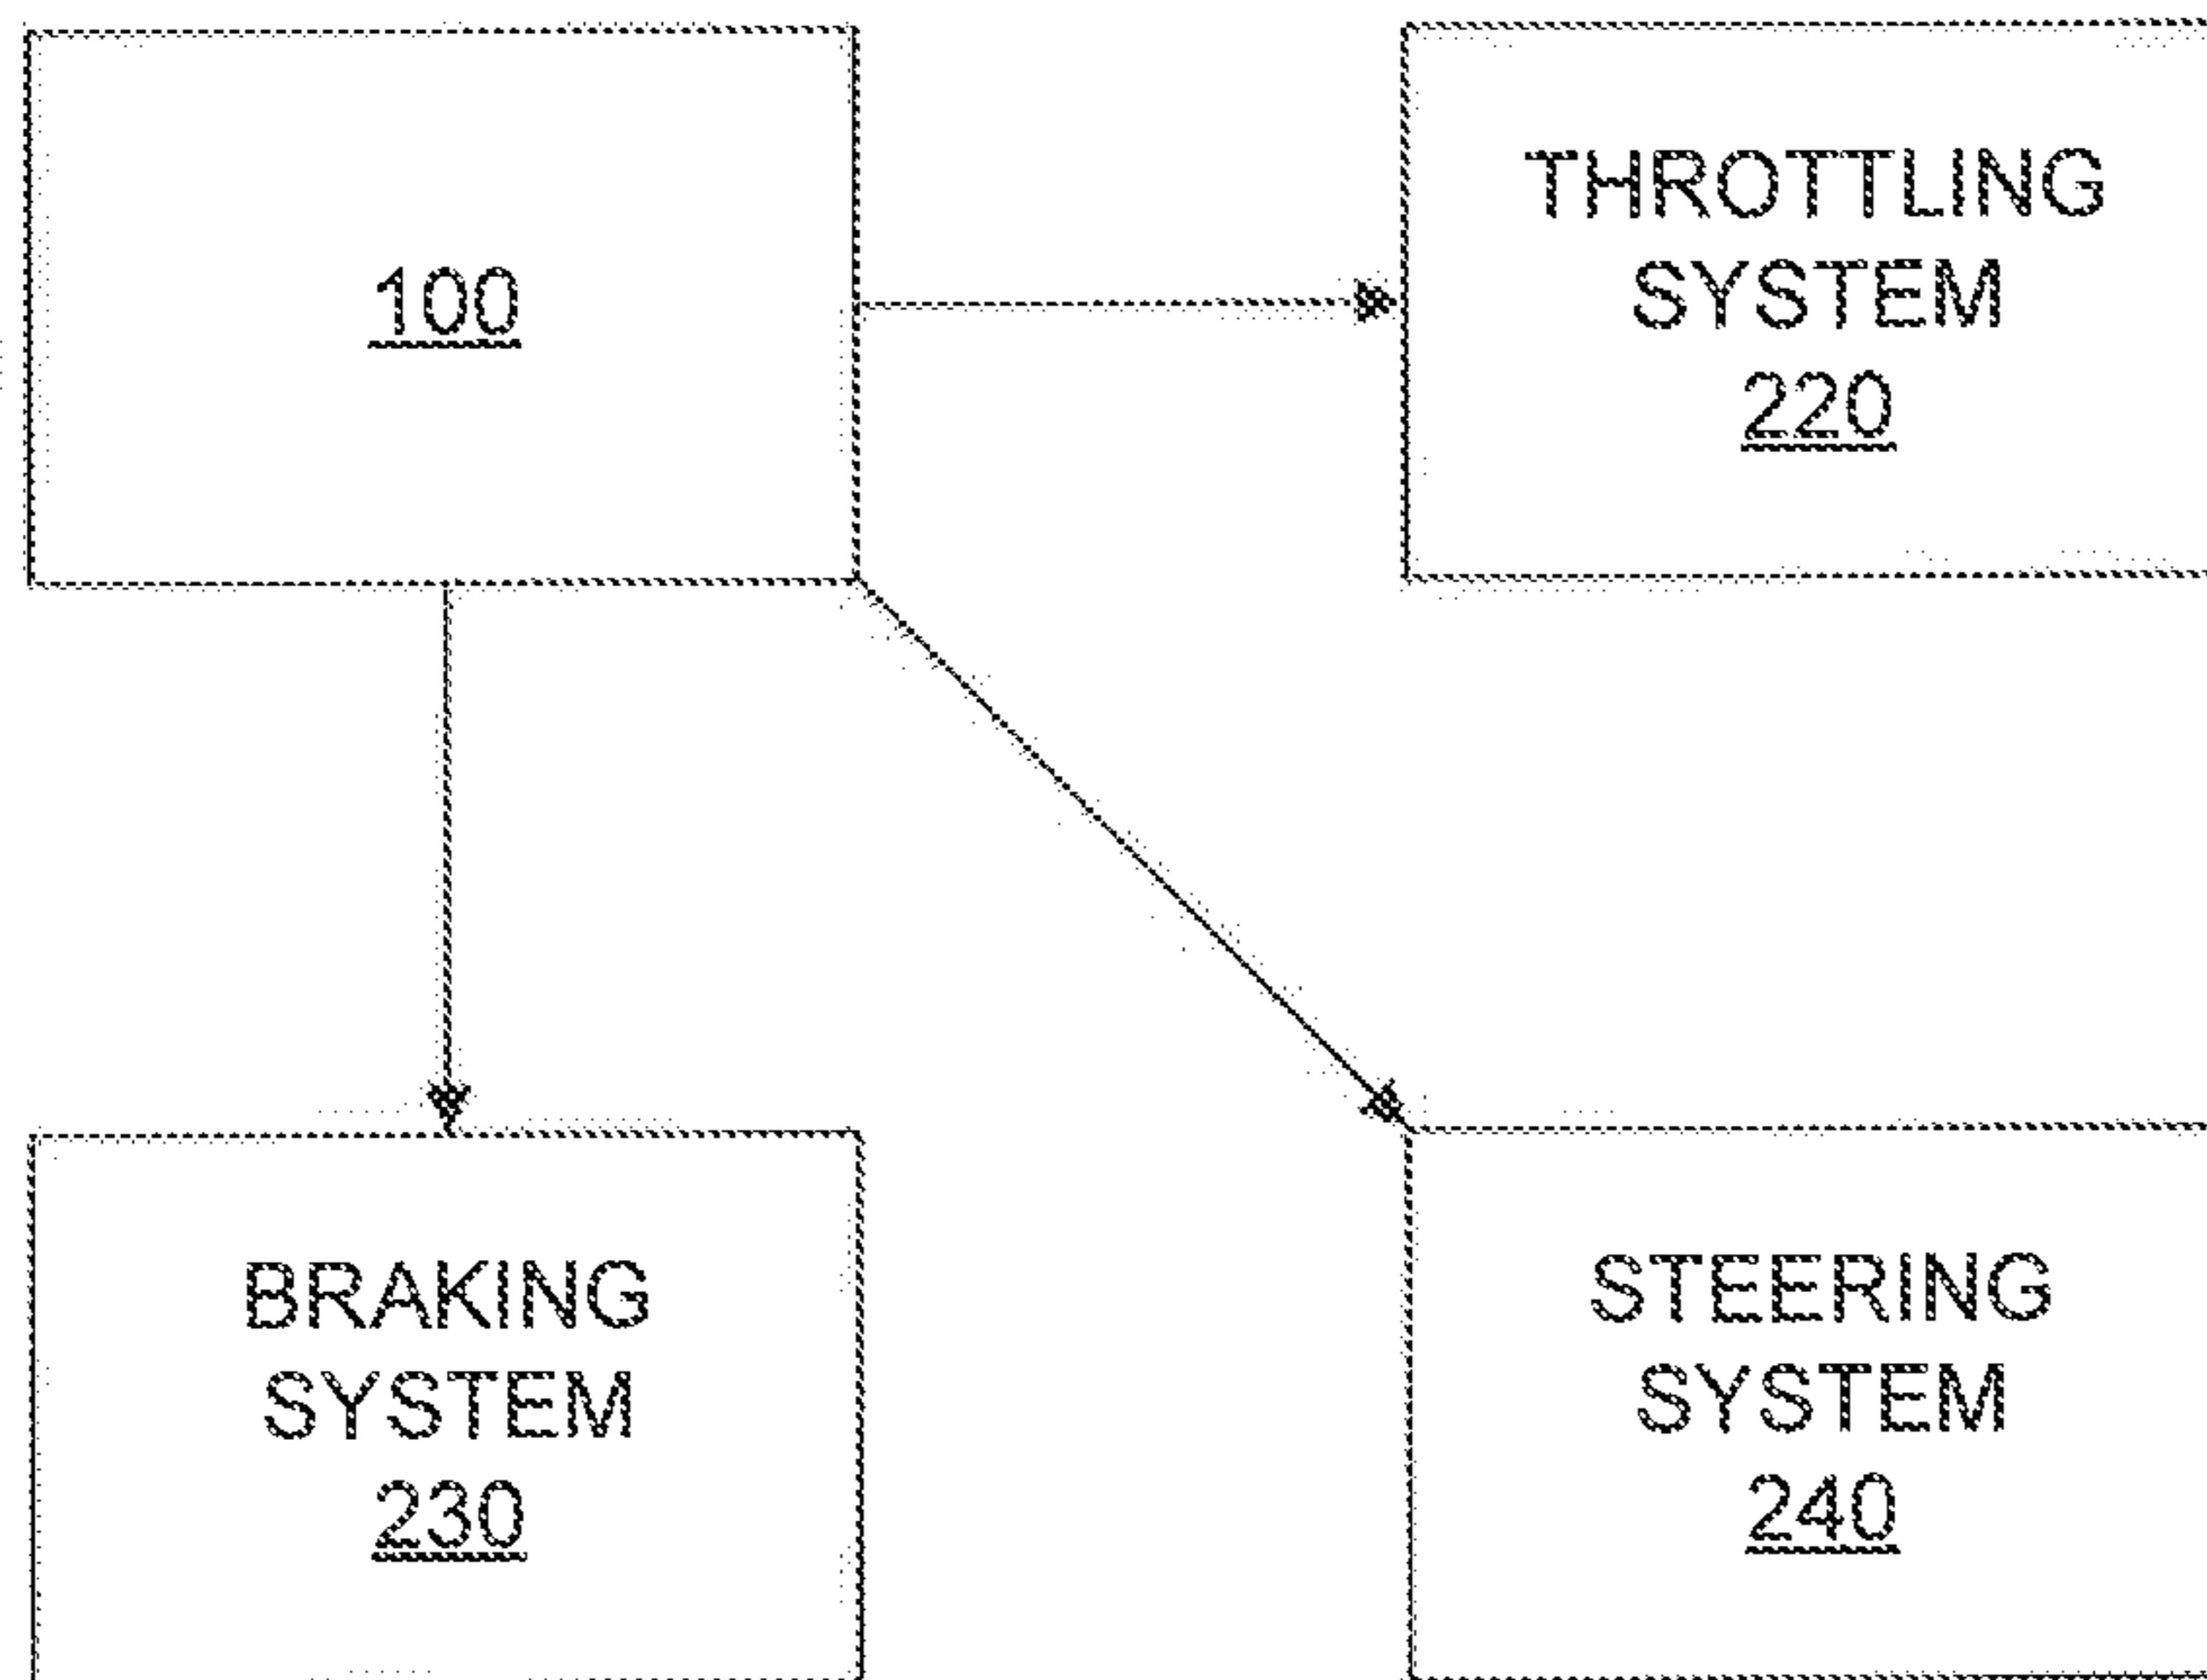 100
THROTTLING
SYSTEM
220
BRAKING
SYSTEM
230
STEERING
SYSTEM
240